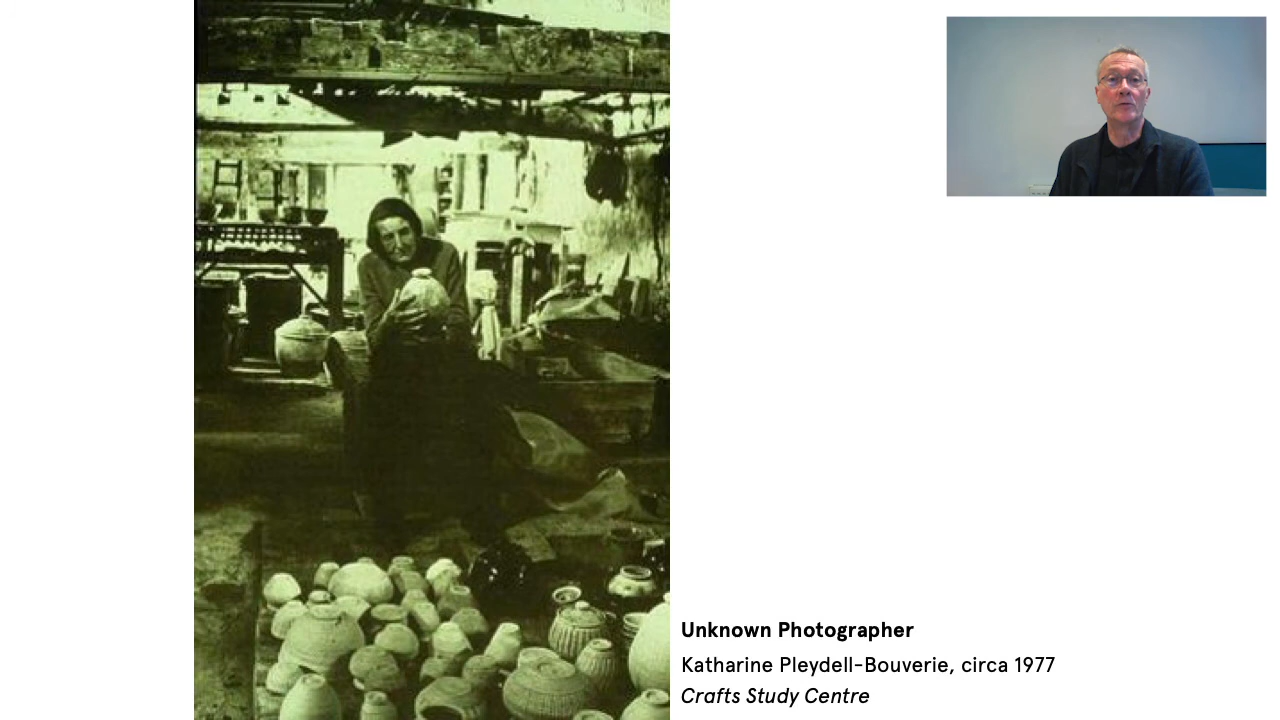 Unknown Photographer
Katharine Pleydell-Bouverie, circa 1977
Crafts Study Centre